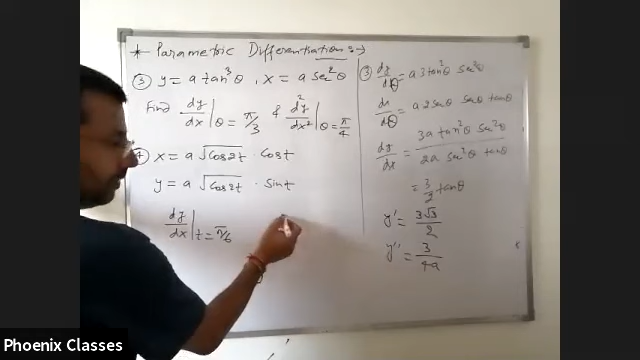 * Parametric Differentiation :→
③ y = a tan³θ , x = a sec²θ
Find dy/dx | θ = π/3 & d²y/dx² | θ = π/4
④ x = a √cos2t · cost
y = a √cos2t · sint
dy/dx | t = π/6
③ dy/dθ = a 3 tan²θ sec²θ
dx/dθ = a 2 secθ secθ tanθ
dy/dx = 3a tan²θ sec²θ / 2a sec²θ tanθ
= 3/2 tanθ
y' = 3√3/2
y'' = 3/4a
Phoenix Classes